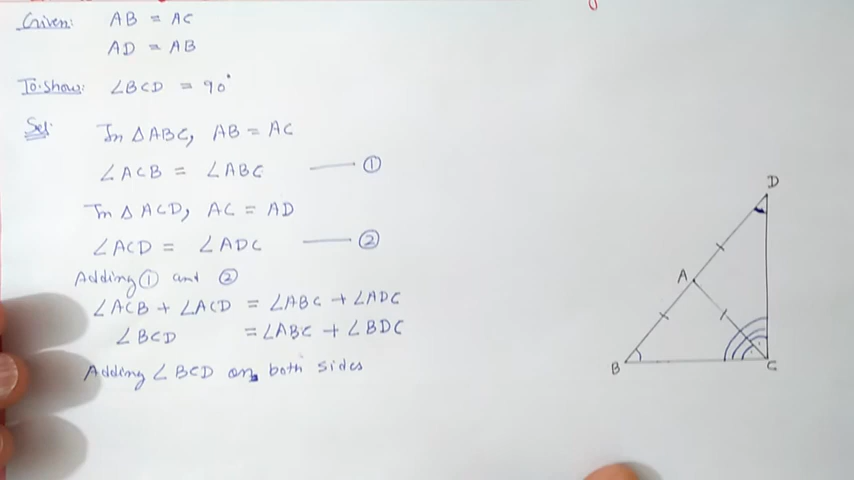 Given: AB = AC
AD = AB
To show: ∠BCD = 90°
Sol:
In △ABC, AB = AC
∠ACB = ∠ABC —— ①
In △ACD, AC = AD
∠ACD = ∠ADC —— ②
Adding ① and ②
∠ACB + ∠ACD = ∠ABC + ∠ADC
∠BCD = ∠ABC + ∠BDC
Adding ∠BCD on both sides
D
A
B
C